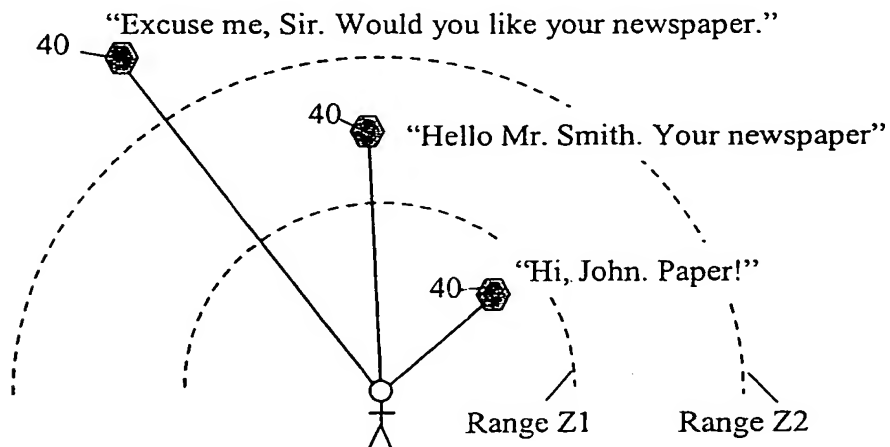 “Excuse me, Sir. Would you like your newspaper.”
40
40
“Hello Mr. Smith. Your newspaper”
“Hi, John. Paper!”
40
Range Z1
Range Z2